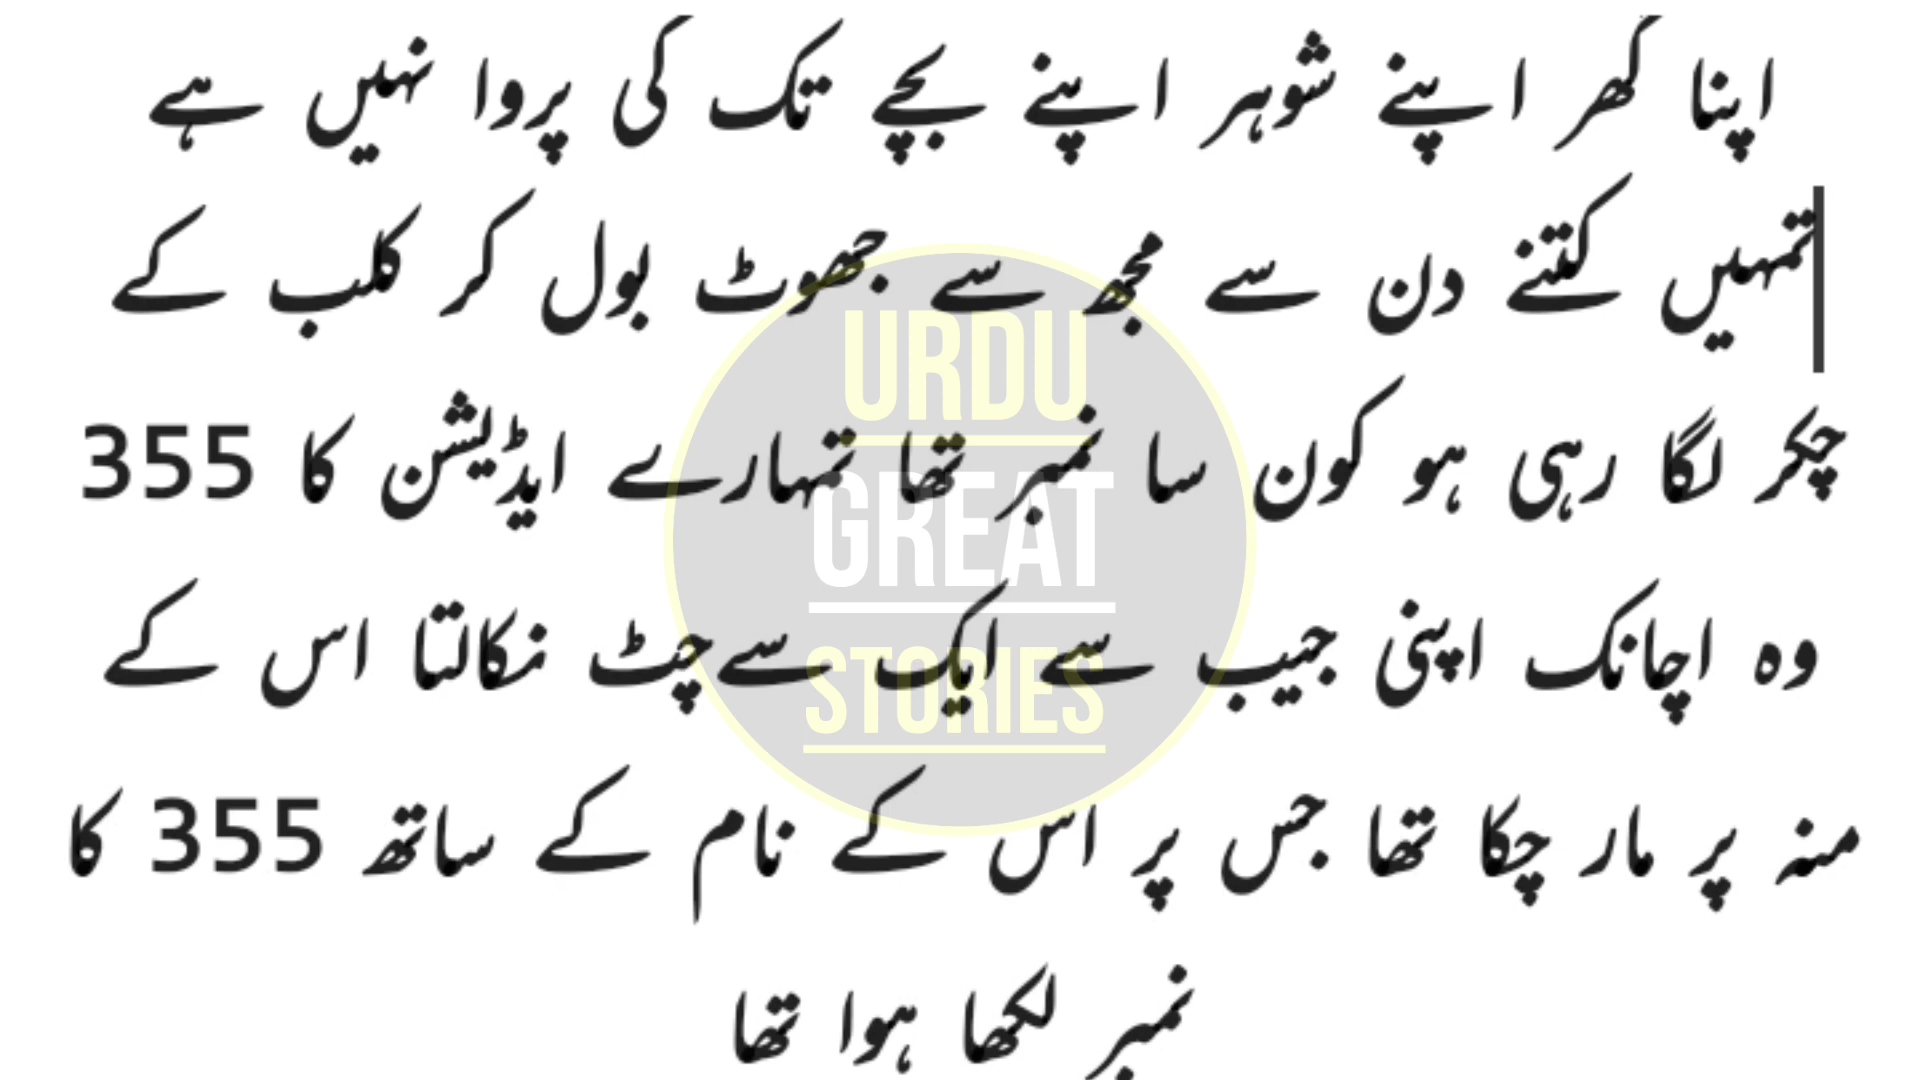 اپنا گھر اپنے شوہر اپنے بچے تک کی پروا نہیں ہے
تمہیں کتنے دن سے مجھ سے جھوٹ بول کر کلب کے
چکر لگا رہی ہو کون سا نمبر تھا تمہارے ایڈیشن کا 355
وہ اچانک اپنی جیب سے ایک سےچٹ نکالتا اس کے
منہ پر مار چکا تھا جس پر اس کے نام کے ساتھ 355 کا
نمبر لکھا ہوا تھا
URDU
GREAT
STORIES